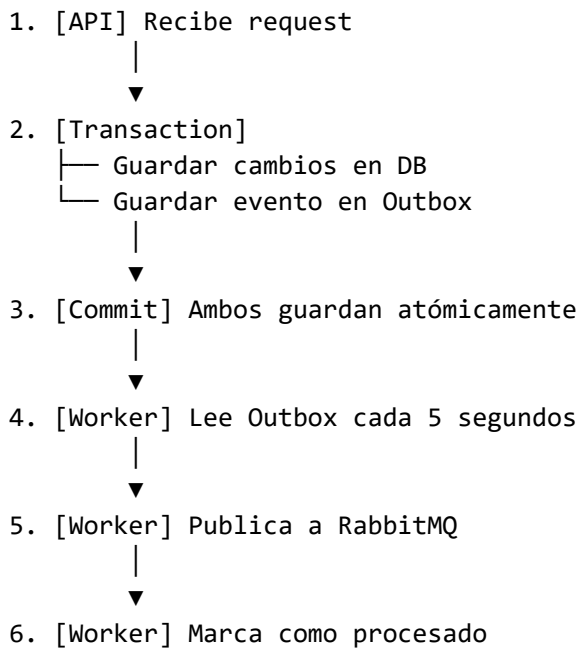 1. [API] Recibe request
│
▼
2. [Transaction]
├── Guardar cambios en DB
└── Guardar evento en Outbox
│
▼
3. [Commit] Ambos guardan atómicamente
│
▼
4. [Worker] Lee Outbox cada 5 segundos
│
▼
5. [Worker] Publica a RabbitMQ
│
▼
6. [Worker] Marca como procesado